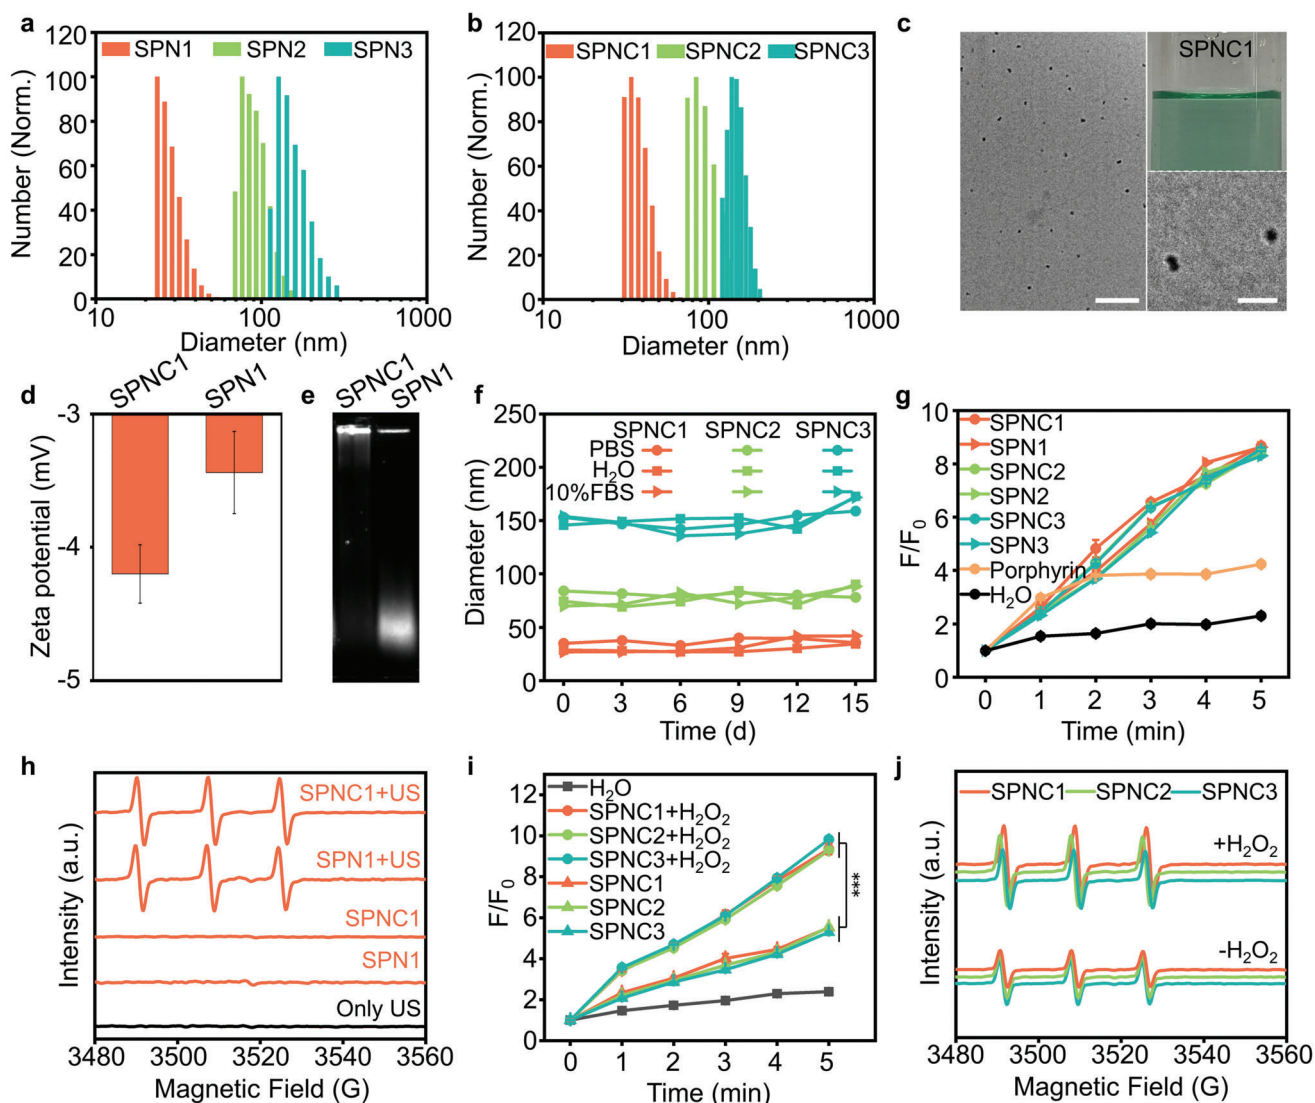 a
120
100
80
60
40
20
0
Number (Norm.)
SPN1 SPN2 SPN3
10 100 1000
Diameter (nm)
b
120
100
80
60
40
20
0
Number (Norm.)
SPNC1 SPNC2 SPNC3
10 100 1000
Diameter (nm)
c
SPNC1
d
SPNC1 SPN1
-3
-4
-5
Zeta potential (mV)
e
SPNC1 SPN1
f
250
200
150
100
50
0
Diameter (nm)
SPNC1 SPNC2 SPNC3
PBS
H₂O
10%FBS
0 3 6 9 12 15
Time (d)
g
10
8
6
4
2
0
F/F₀
SPNC1
SPN1
SPNC2
SPN2
SPNC3
SPN3
Porphyrin
H₂O
0 1 2 3 4 5
Time (min)
h
Intensity (a.u.)
SPNC1+US
SPN1+US
SPNC1
SPN1
Only US
3480 3500 3520 3540 3560
Magnetic Field (G)
i
12
10
8
6
4
2
0
F/F₀
H₂O
SPNC1+H₂O₂
SPNC2+H₂O₂
SPNC3+H₂O₂
SPNC1
SPNC2
SPNC3
***
0 1 2 3 4 5
Time (min)
j
Intensity (a.u.)
SPNC1 SPNC2 SPNC3
+H₂O₂
-H₂O₂
3480 3500 3520 3540 3560
Magnetic Field (G)